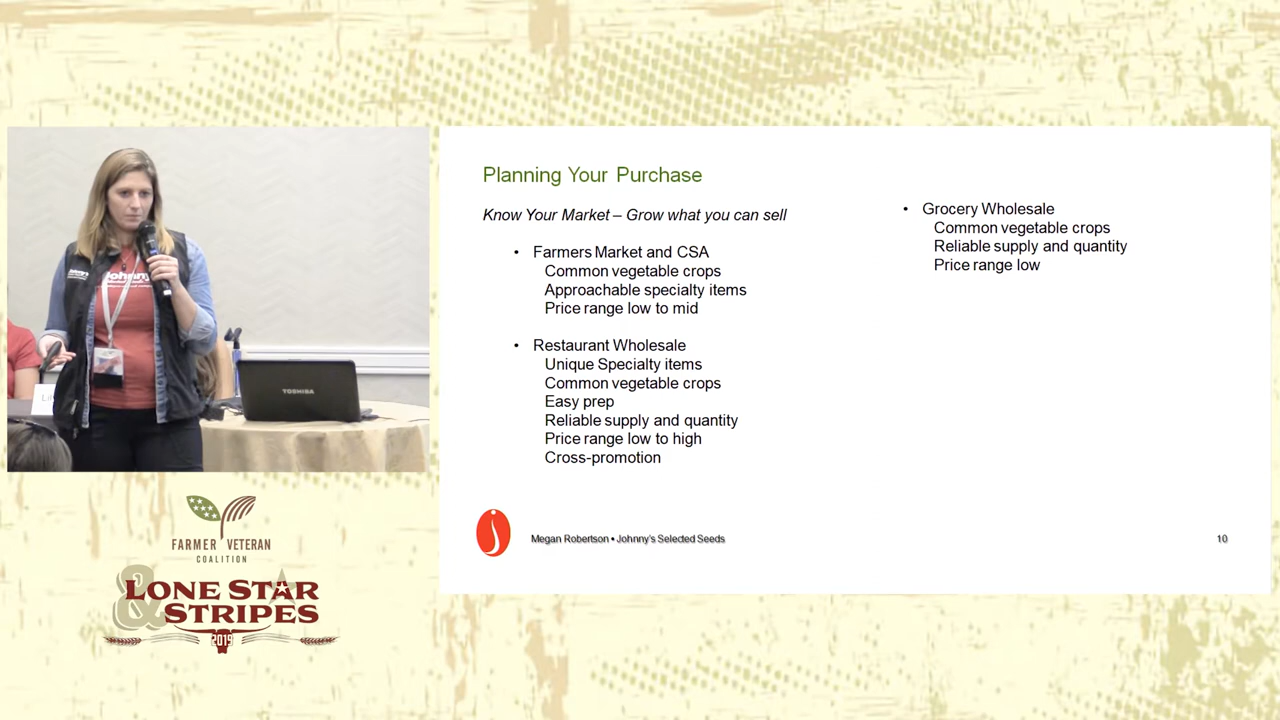 Johnny's
TOSHIBA
FARMER VETERAN
COALITION
LONE STAR
& STRIPES
2019
Planning Your Purchase
Know Your Market – Grow what you can sell
• Farmers Market and CSA
Common vegetable crops
Approachable specialty items
Price range low to mid
• Restaurant Wholesale
Unique Specialty items
Common vegetable crops
Easy prep
Reliable supply and quantity
Price range low to high
Cross-promotion
• Grocery Wholesale
Common vegetable crops
Reliable supply and quantity
Price range low
Megan Robertson • Johnny's Selected Seeds
10